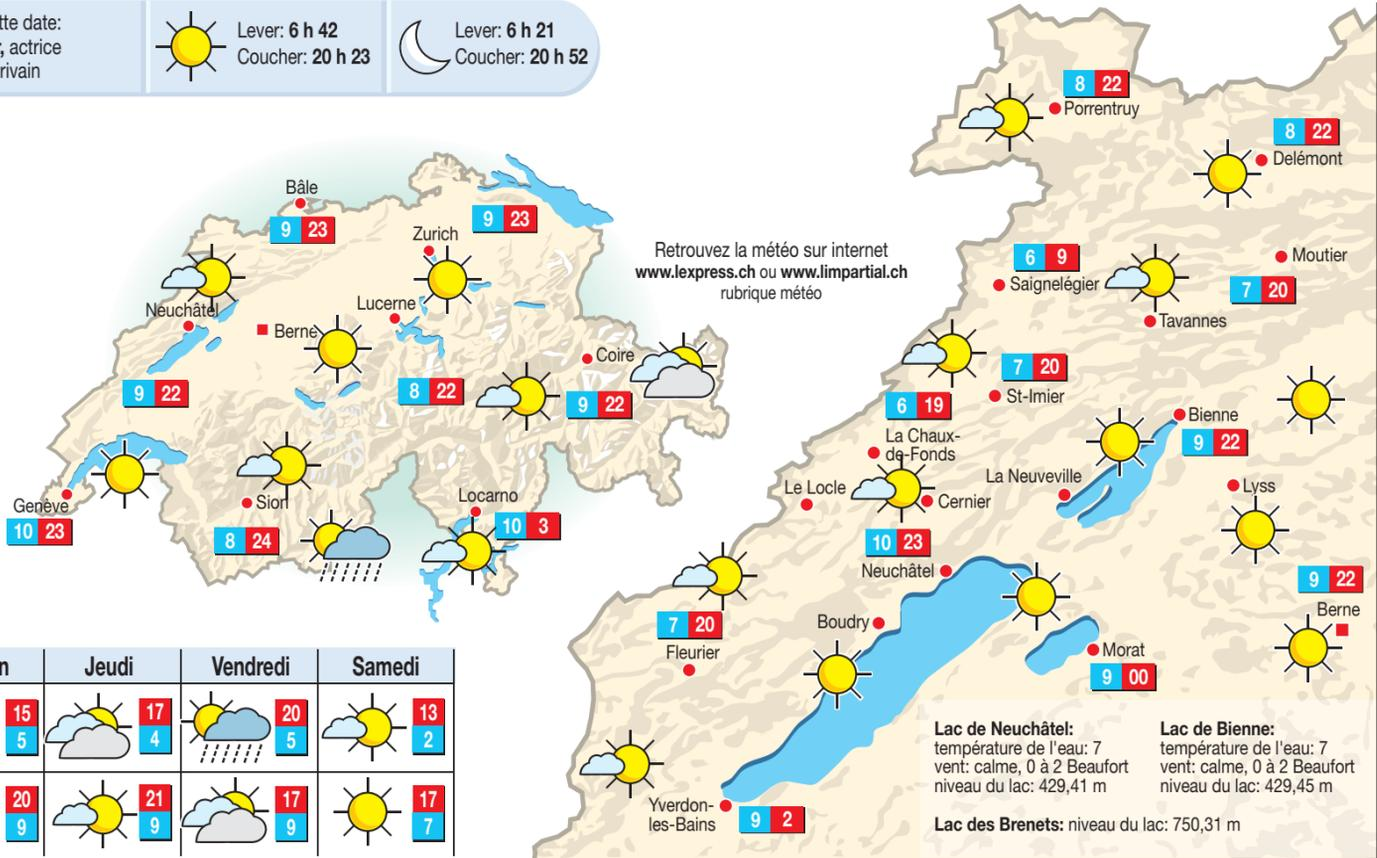 tte date:
, actrice
rivain
Lever: 6 h 42
Coucher: 20 h 23
Lever: 6 h 21
Coucher: 20 h 52
Bâle
9 23
9 23
Zurich
Neuchâtel
Berne
Lucerne
Coire
9 22
8 22
9 22
Genève
10 23
Sion
8 24
Locarno
10 3
Retrouvez la météo sur internet
www.lexpress.ch ou www.limpartial.ch
rubrique météo
8 22
Porrentruy
8 22
Delémont
6 9
Saignelégier
Moutier
7 20
Tavannes
7 20
St-Imier
6 19
La Chaux-
de-Fonds
Bienne
9 22
La Neuveville
Lyss
Le Locle
Cernier
10 23
Neuchâtel
9 22
Berne
7 20
Fleurier
Boudry
Morat
9 00
Yverdon-
les-Bains
9 2
Lac de Neuchâtel:
température de l'eau: 7
vent: calme, 0 à 2 Beaufort
niveau du lac: 429,41 m
Lac de Bienne:
température de l'eau: 7
vent: calme, 0 à 2 Beaufort
niveau du lac: 429,45 m
Lac des Brenets: niveau du lac: 750,31 m
n Jeudi Vendredi Samedi
15 17 20 13
5 4 5 2
20 21 17 17
9 9 9 7